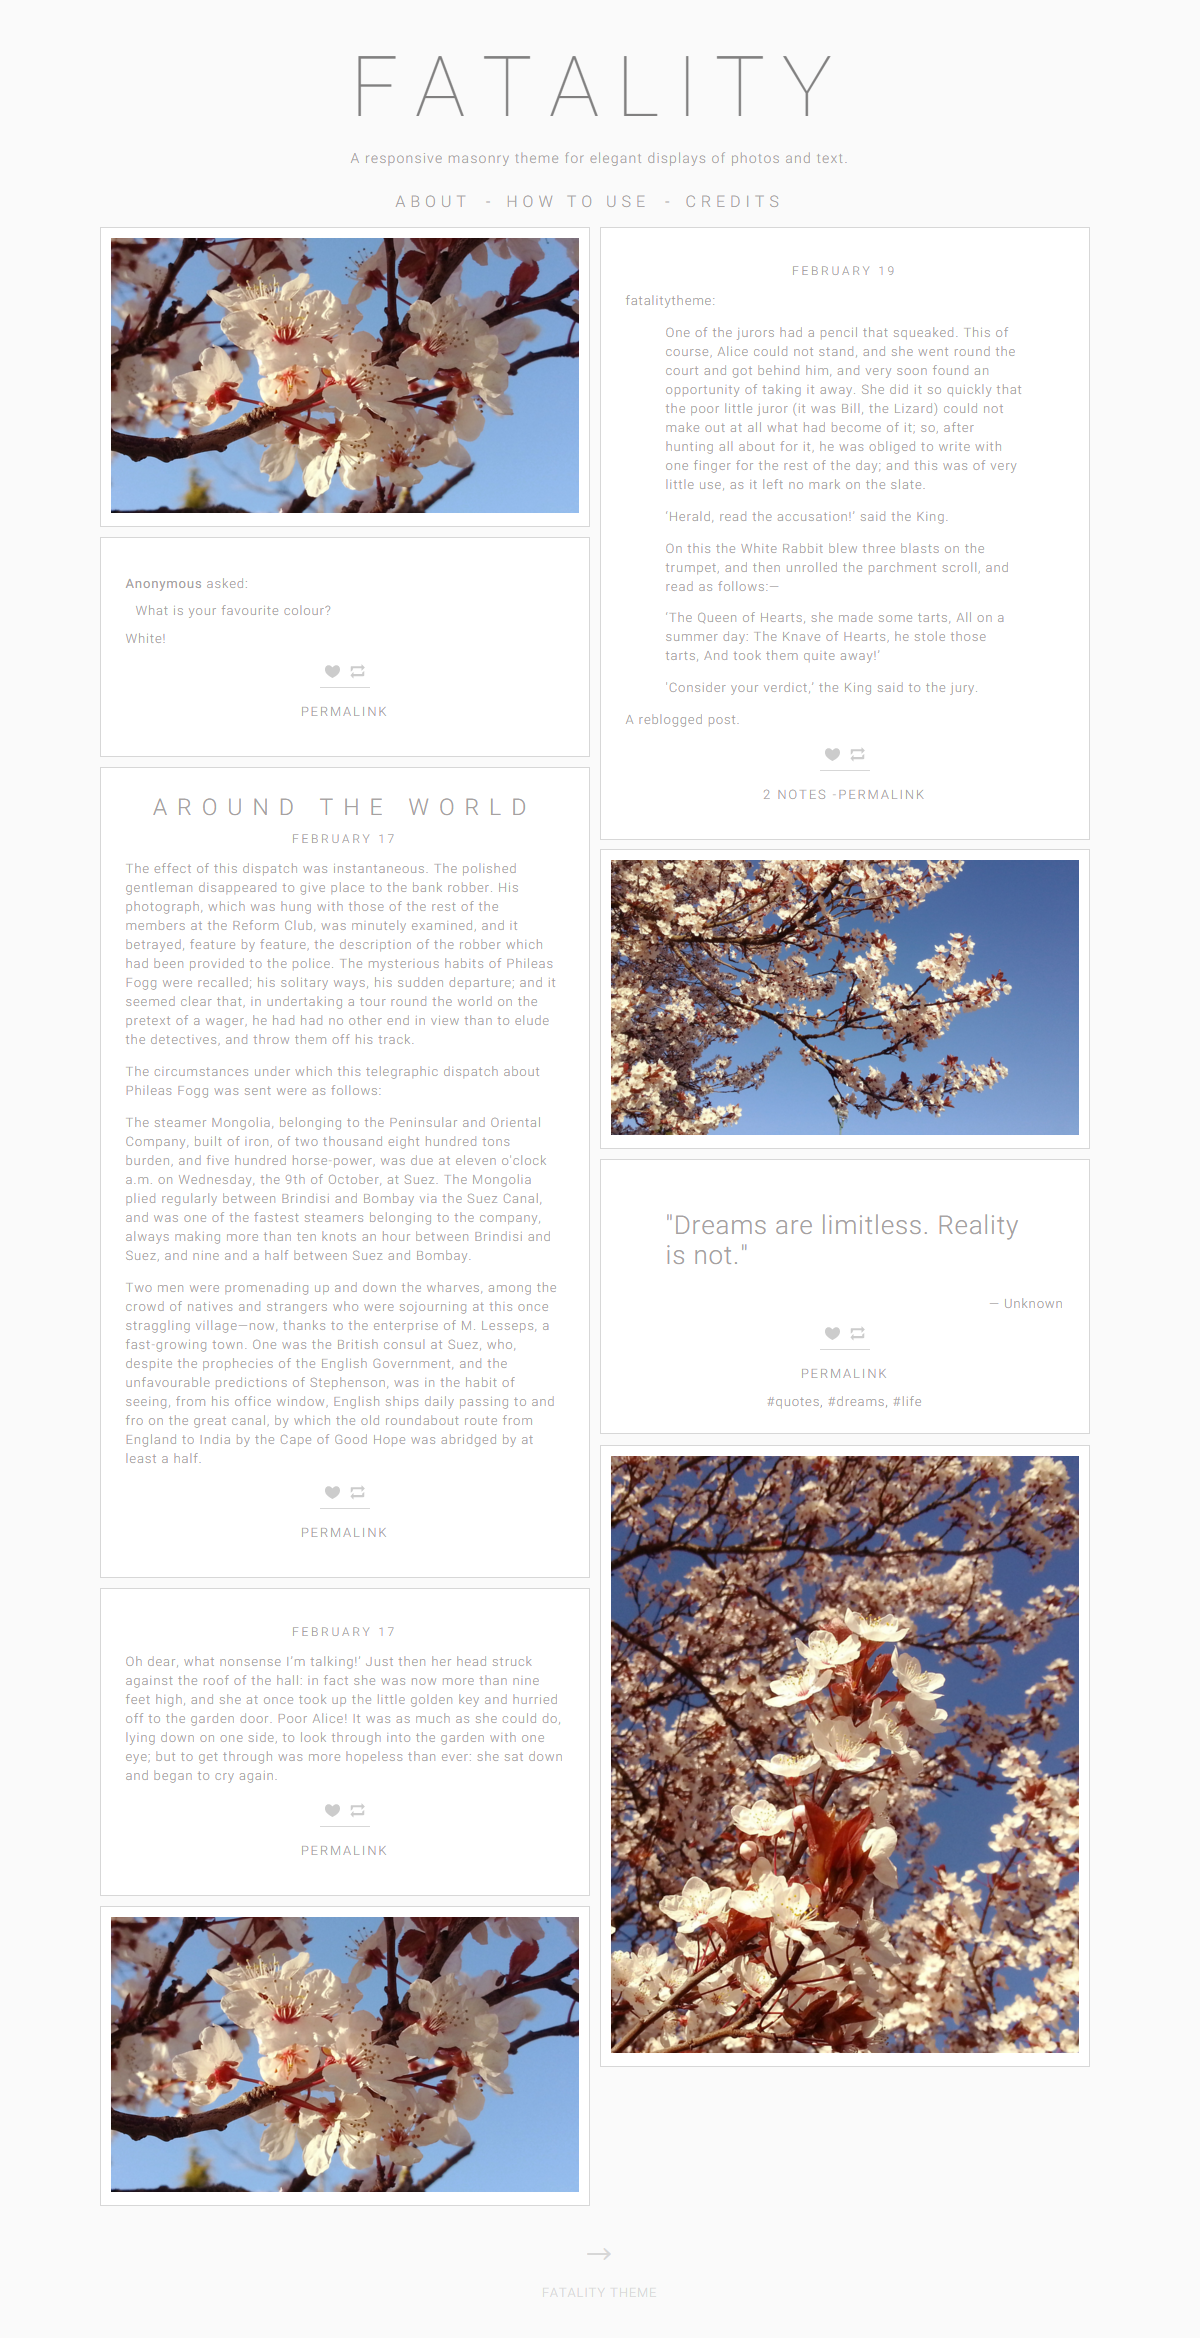 FATALITY
A responsive masonry theme for elegant displays of photos and text.
ABOUT - HOW TO USE - CREDITS
Anonymous asked:
What is your favourite colour?
White!
PERMALINK
AROUND THE WORLD
FEBRUARY 17
The effect of this dispatch was instantaneous. The polished
gentleman disappeared to give place to the bank robber. His
photograph, which was hung with those of the rest of the
members at the Reform Club, was minutely examined, and it
betrayed, feature by feature, the description of the robber which
had been provided to the police. The mysterious habits of Phileas
Fogg were recalled; his solitary ways, his sudden departure; and it
seemed clear that, in undertaking a tour round the world on the
pretext of a wager, he had had no other end in view than to elude
the detectives, and throw them off his track.
The circumstances under which this telegraphic dispatch about
Phileas Fogg was sent were as follows:
The steamer Mongolia, belonging to the Peninsular and Oriental
Company, built of iron, of two thousand eight hundred tons
burden, and five hundred horse-power, was due at eleven o'clock
a.m. on Wednesday, the 9th of October, at Suez. The Mongolia
plied regularly between Brindisi and Bombay via the Suez Canal,
and was one of the fastest steamers belonging to the company,
always making more than ten knots an hour between Brindisi and
Suez, and nine and a half between Suez and Bombay.
Two men were promenading up and down the wharves, among the
crowd of natives and strangers who were sojourning at this once
straggling village—now, thanks to the enterprise of M. Lesseps, a
fast-growing town. One was the British consul at Suez, who,
despite the prophecies of the English Government, and the
unfavourable predictions of Stephenson, was in the habit of
seeing, from his office window, English ships daily passing to and
fro on the great canal, by which the old roundabout route from
England to India by the Cape of Good Hope was abridged by at
least a half.
PERMALINK
FEBRUARY 17
Oh dear, what nonsense I'm talking!' Just then her head struck
against the roof of the hall: in fact she was now more than nine
feet high, and she at once took up the little golden key and hurried
off to the garden door. Poor Alice! It was as much as she could do,
lying down on one side, to look through into the garden with one
eye; but to get through was more hopeless than ever: she sat down
and began to cry again.
PERMALINK
FEBRUARY 19
fatalitytheme:
One of the jurors had a pencil that squeaked. This of
course, Alice could not stand, and she went round the
court and got behind him, and very soon found an
opportunity of taking it away. She did it so quickly that
the poor little juror (it was Bill, the Lizard) could not
make out at all what had become of it; so, after
hunting all about for it, he was obliged to write with
one finger for the rest of the day; and this was of very
little use, as it left no mark on the slate.
‘Herald, read the accusation!’ said the King.
On this the White Rabbit blew three blasts on the
trumpet, and then unrolled the parchment scroll, and
read as follows:—
‘The Queen of Hearts, she made some tarts, All on a
summer day: The Knave of Hearts, he stole those
tarts, And took them quite away!’
‘Consider your verdict,’ the King said to the jury.
A reblogged post.
2 NOTES -PERMALINK
"Dreams are limitless. Reality
is not."
— Unknown
PERMALINK
#quotes, #dreams, #life
FATALITY THEME